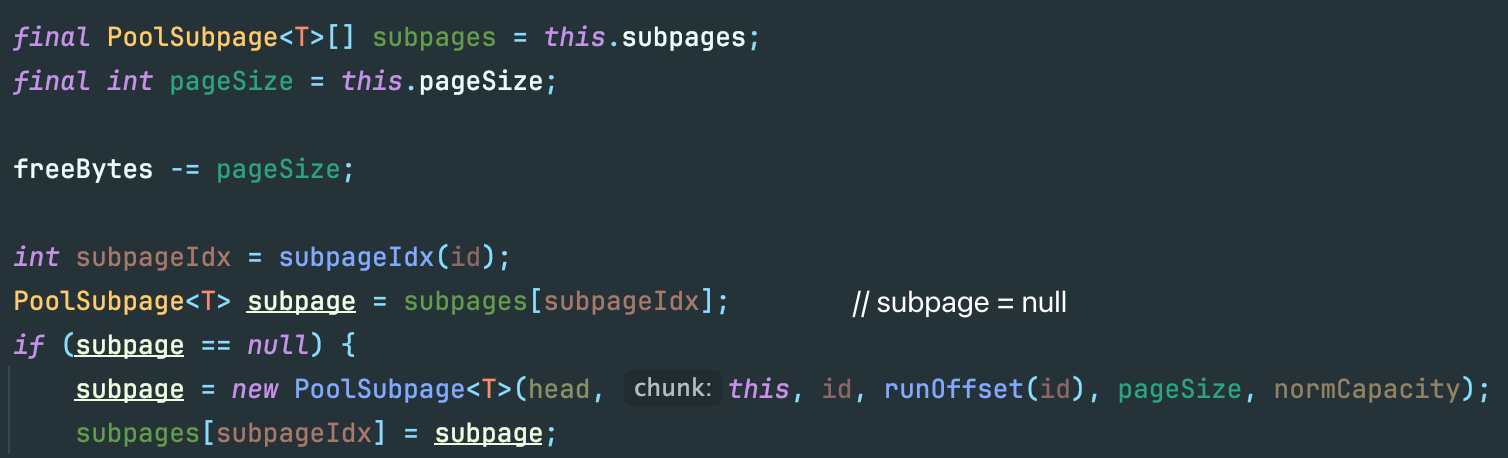 final PoolSubpage<T>[] subpages = this.subpages;
final int pageSize = this.pageSize;
freeBytes -= pageSize;
int subpageIdx = subpageIdx(id);
PoolSubpage<T> subpage = subpages[subpageIdx]; // subpage = null
if (subpage == null) {
subpage = new PoolSubpage<T>(head, chunk: this, id, runOffset(id), pageSize, normCapacity);
subpages[subpageIdx] = subpage;